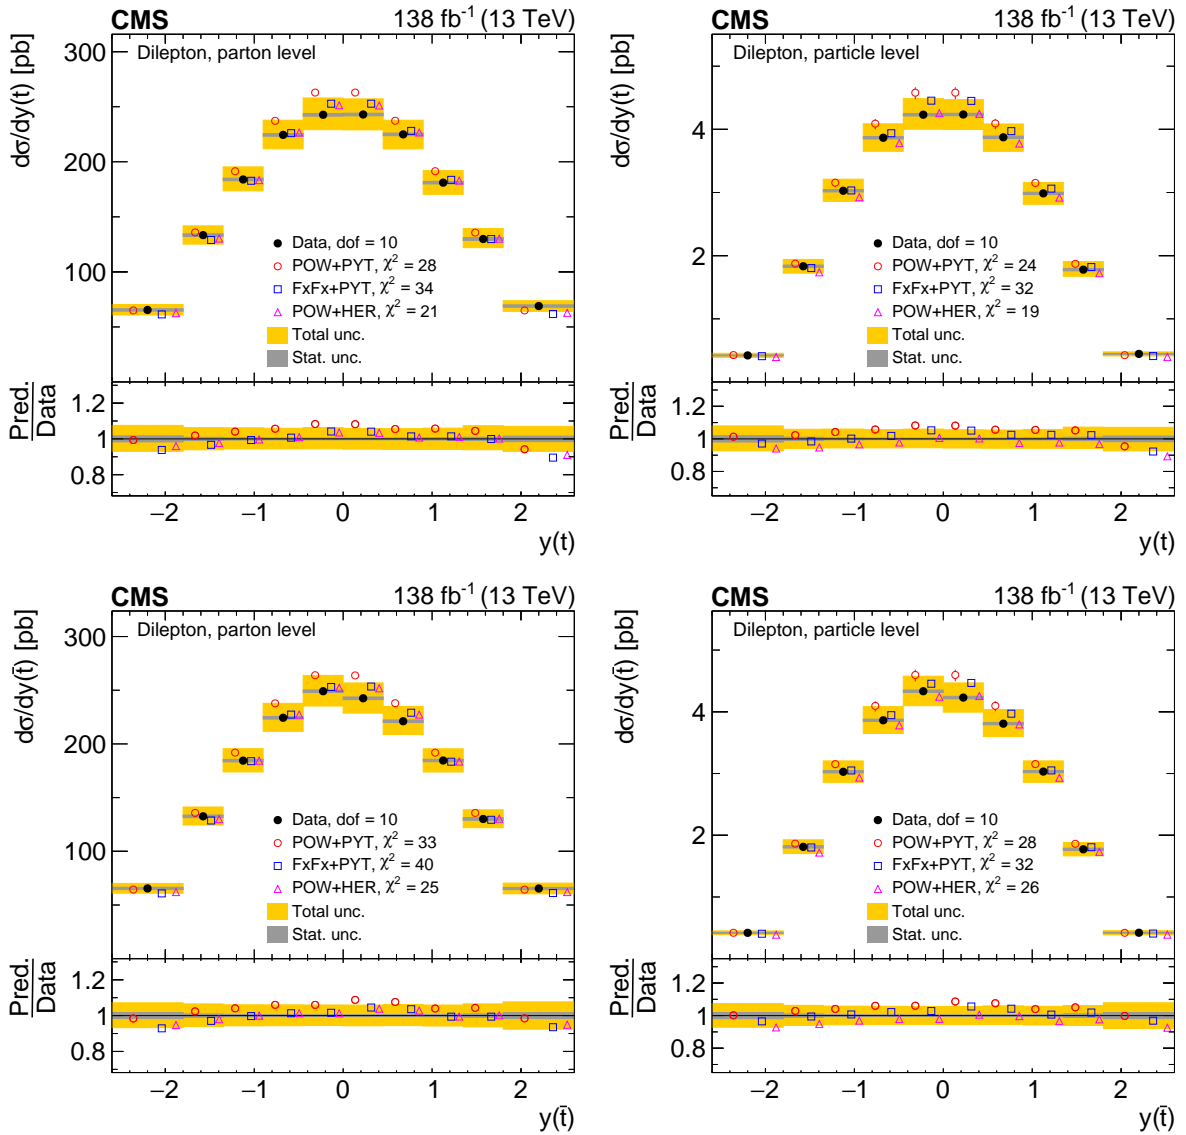 CMS 138 fb⁻¹ (13 TeV)
Dilepton, parton level
dσ/dy(t) [pb]
300
200
100
Data, dof = 10
POW+PYT, χ² = 28
FxFx+PYT, χ² = 34
POW+HER, χ² = 21
Total unc.
Stat. unc.
Pred.
Data
1.2
1
0.8
−2 −1 0 1 2
y(t)
CMS 138 fb⁻¹ (13 TeV)
Dilepton, particle level
dσ/dy(t) [pb]
4
2
Data, dof = 10
POW+PYT, χ² = 24
FxFx+PYT, χ² = 32
POW+HER, χ² = 19
Total unc.
Stat. unc.
Pred.
Data
1.2
1
0.8
−2 −1 0 1 2
y(t)
CMS 138 fb⁻¹ (13 TeV)
Dilepton, parton level
dσ/dy(t̄) [pb]
300
200
100
Data, dof = 10
POW+PYT, χ² = 33
FxFx+PYT, χ² = 40
POW+HER, χ² = 25
Total unc.
Stat. unc.
Pred.
Data
1.2
1
0.8
−2 −1 0 1 2
y(t̄)
CMS 138 fb⁻¹ (13 TeV)
Dilepton, particle level
dσ/dy(t̄) [pb]
4
2
Data, dof = 10
POW+PYT, χ² = 28
FxFx+PYT, χ² = 32
POW+HER, χ² = 26
Total unc.
Stat. unc.
Pred.
Data
1.2
1
0.8
−2 −1 0 1 2
y(t̄)